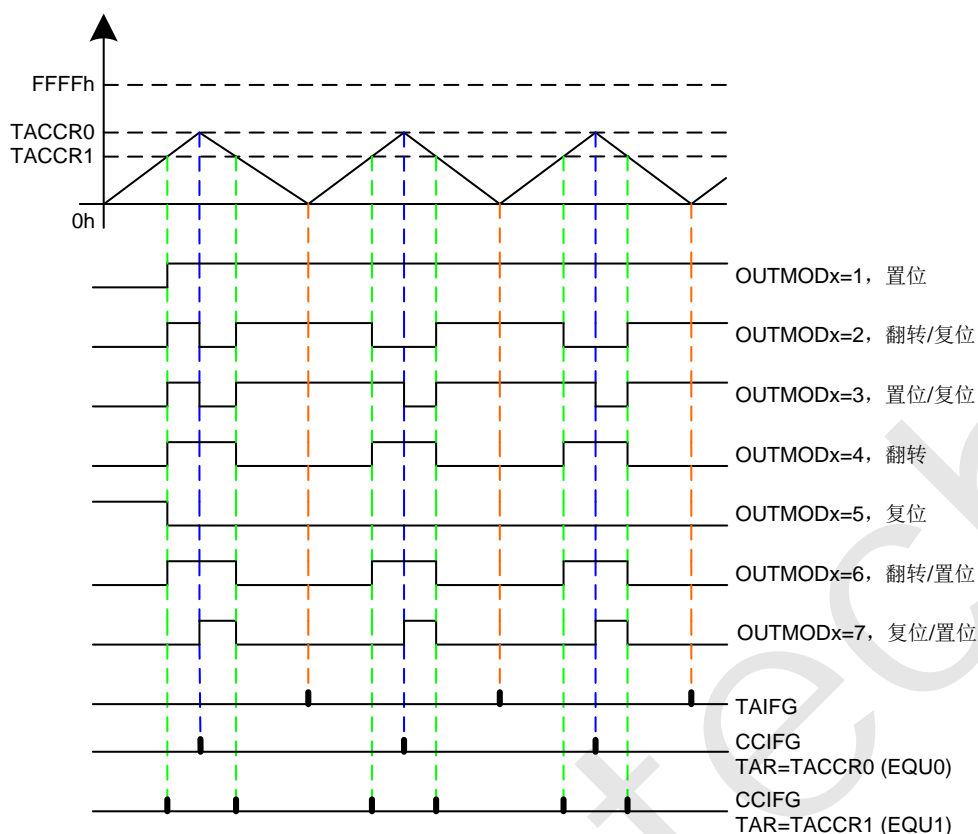 FFFFh
TACCR0
TACCR1
0h
OUTMODx=1，置位
OUTMODx=2，翻转/复位
OUTMODx=3，置位/复位
OUTMODx=4，翻转
OUTMODx=5，复位
OUTMODx=6，翻转/置位
OUTMODx=7，复位/置位
TAIFG
CCIFG
TAR=TACCR0 (EQU0)
CCIFG
TAR=TACCR1 (EQU1)
tech